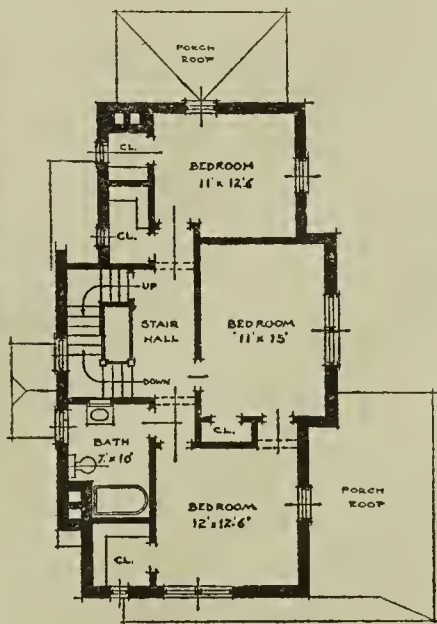 PORCH
ROOF
CL.
BEDROOM
11' x 12'6
CL.
UP
STAIR
HALL
BEDROOM
11' x 15'
DOWN
CL.
BATH
7' x 10'
PORCH
ROOF
BEDROOM
12' x 12'.6"
CL.